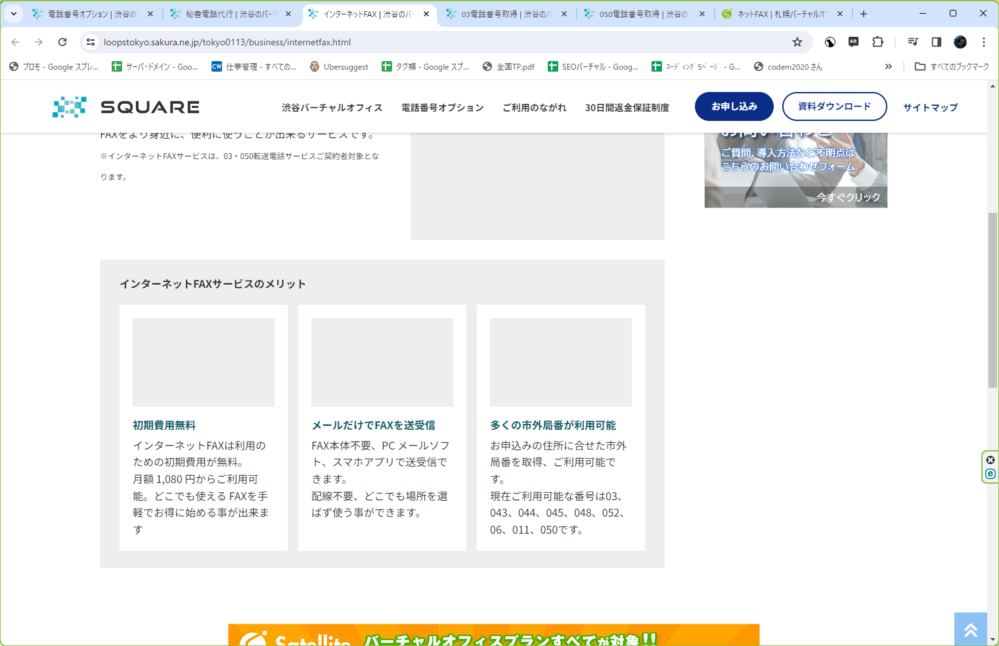 電話番号オプション | 渋谷の
秘書電話代行 | 渋谷のバー
インターネットFAX | 渋谷のバー
03電話番号取得 | 渋谷の
050電話番号取得 | 渋谷の
ネットFAX | 札幌バーチャルオ
loopstokyo.sakura.ne.jp/tokyo0113/business/internetfax.html
プロモ - Google スプレ...
サーバ・ドメイン - Goo...
CW 仕事管理 - すべての...
Ubersuggest
タグ類 - Google スプ...
全国TP.pdf
SEOバーチャル - Goog...
コーディング 5ページ - G...
codem2020 さん
すべてのブックマーク
SQUARE
渋谷バーチャルオフィス
電話番号オプション
ご利用のながれ
30日間返金保証制度
お申し込み
資料ダウンロード
サイトマップ
FAXをより身近に、便利に使うことが出来るサービスです。
※インターネットFAXサービスは、03・050転送電話サービスご契約者対象とな
ります。
お問い合わせ
ご質問、導入方法など不明点は
こちらのお問い合わせフォーム
今すぐクリック
インターネットFAXサービスのメリット
初期費用無料
インターネットFAXは利用の
ための初期費用が無料。
月額 1,080 円からご利用可
能。どこでも使える FAXを手
軽でお得に始める事が出来ま
す
メールだけでFAXを送受信
FAX本体不要、PC メールソフ
ト、スマホアプリで送受信で
きます。
配線不要、どこでも場所を選
ばず使う事ができます。
多くの市外局番が利用可能
お申込みの住所に合せた市外
局番を取得、ご利用可能で
す。
現在ご利用可能な番号は03、
043、044、045、048、052、
06、011、050です。
Satellite バーチャルオフィスプランすべてが対象!!